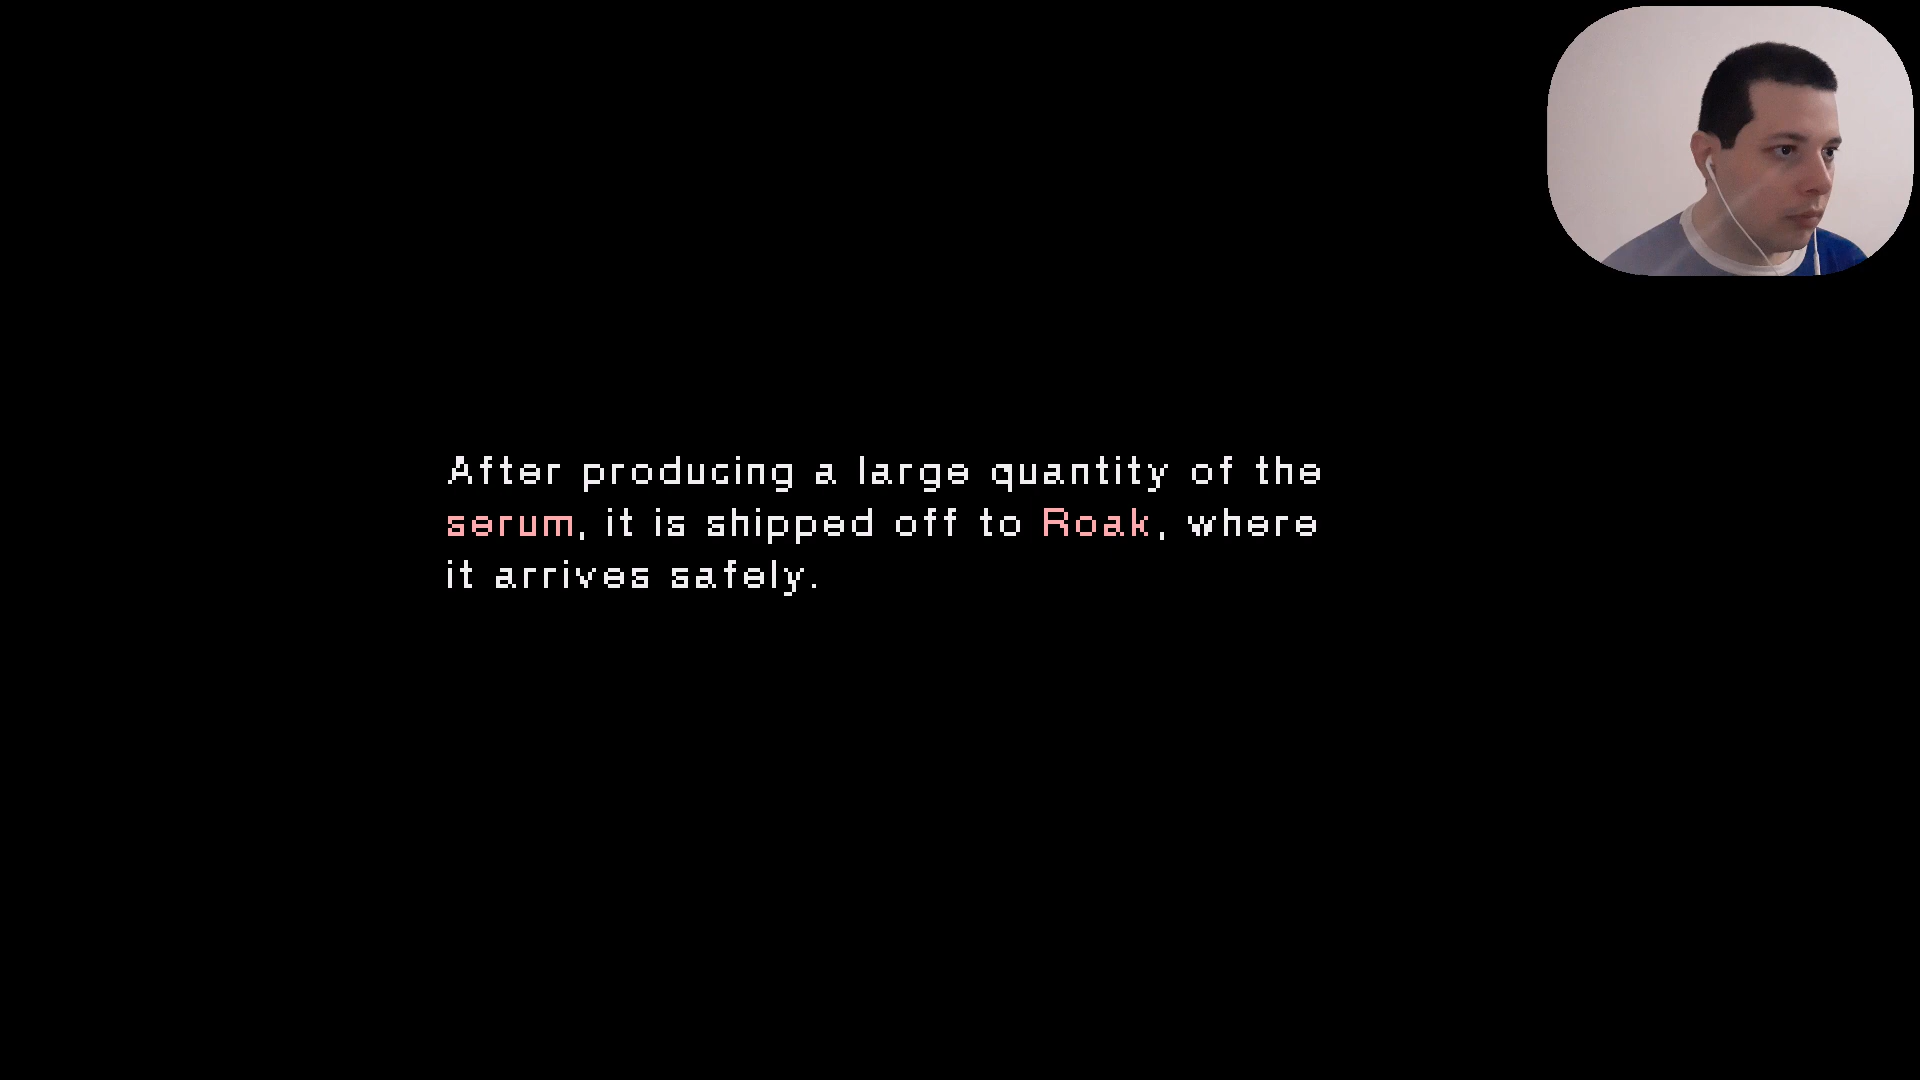 After producing a large quantity of the
serum, it is shipped off to Roak, where
it arrives safely.